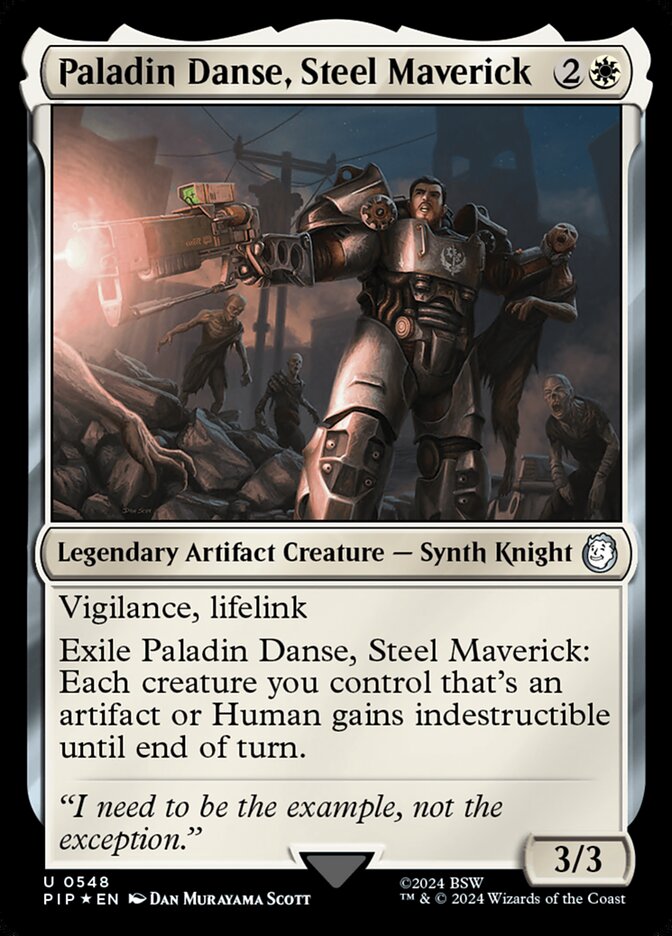 Paladin Danse, Steel Maverick 2
Legendary Artifact Creature — Synth Knight
Vigilance, lifelink
Exile Paladin Danse, Steel Maverick:
Each creature you control that's an
artifact or Human gains indestructible
until end of turn.
“I need to be the example, not the
exception.”
3/3
U 0548
PIP★EN Dan Murayama Scott
©2024 BSW
™ & © 2024 Wizards of the Coast